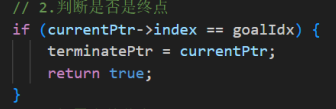 // 2.判断是否是终点
if (currentPtr->index == goalIdx) {
terminatePtr = currentPtr;
return true;
}